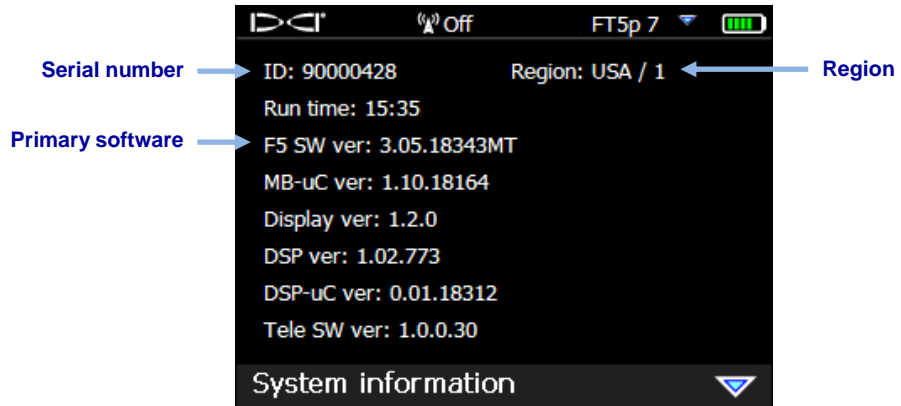 DCI Off FT5p 7
Serial number ID: 90000428 Region: USA / 1 Region
Run time: 15:35
Primary software F5 SW ver: 3.05.18343MT
MB-uC ver: 1.10.18164
Display ver: 1.2.0
DSP ver: 1.02.773
DSP-uC ver: 0.01.18312
Tele SW ver: 1.0.0.30
System information